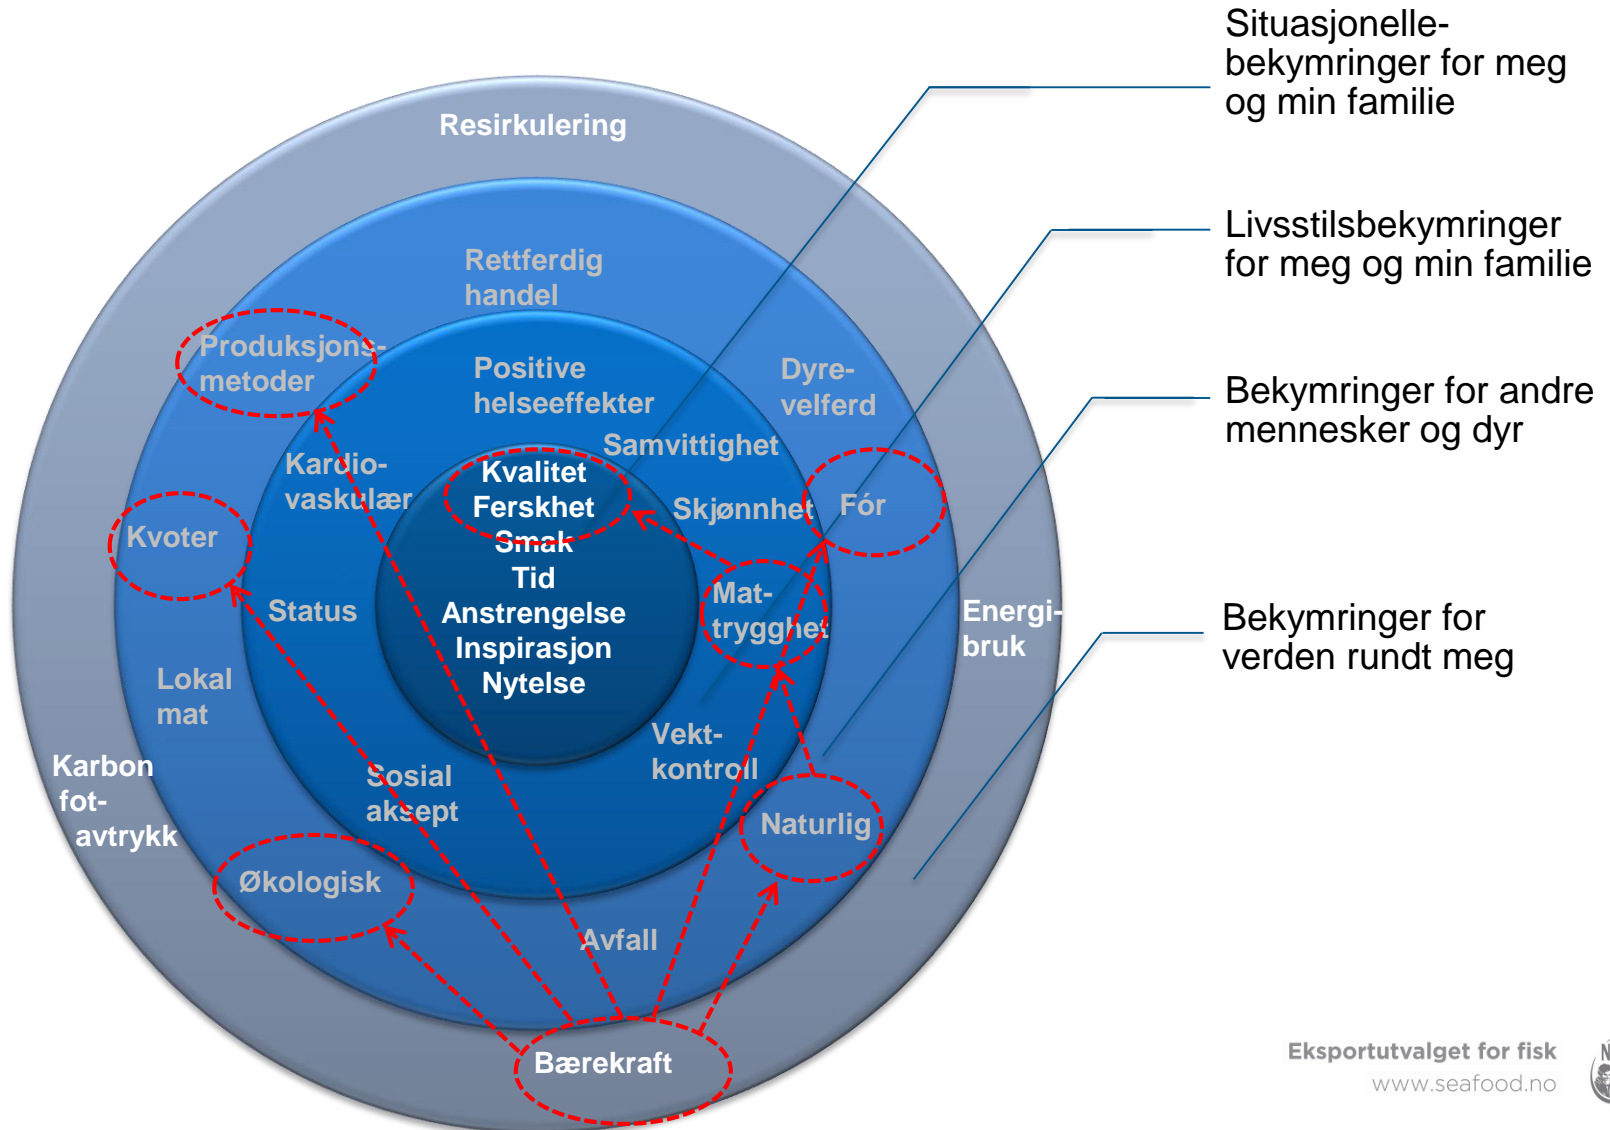 Situasjonelle-
bekymringer for meg
og min familie
Livsstilsbekymringer
for meg og min familie
Bekymringer for andre
mennesker og dyr
Bekymringer for
verden rundt meg
Resirkulering
Rettferdig
handel
Produksjons-
metoder
Positive
helseeffekter
Dyre-
velferd
Samvittighet
Kardio-
vaskulær
Kvalitet
Ferskhet
Smak
Tid
Anstrengelse
Inspirasjon
Nytelse
Skjønnhet
Fór
Kvoter
Status
Mat-
trygghet
Energi-
bruk
Lokal
mat
Vekt-
kontroll
Karbon
fot-
avtrykk
Sosial
aksept
Naturlig
Økologisk
Avfall
Bærekraft
Eksportutvalget for fisk
www.seafood.no